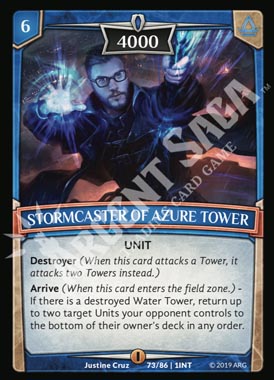 6
4000
ARGENT SAGA
TRADING CARD GAME
STORMCASTER OF AZURE TOWER
UNIT
Destroyer (When this card attacks a Tower, it
attacks two Towers instead.)
Arrive (When this card enters the field zone.) -
If there is a destroyed Water Tower, return up
to two target Units your opponent controls to
the bottom of their owner's deck in any order.
Justine Cruz
73/86 | 1INT
© 2019 ARG